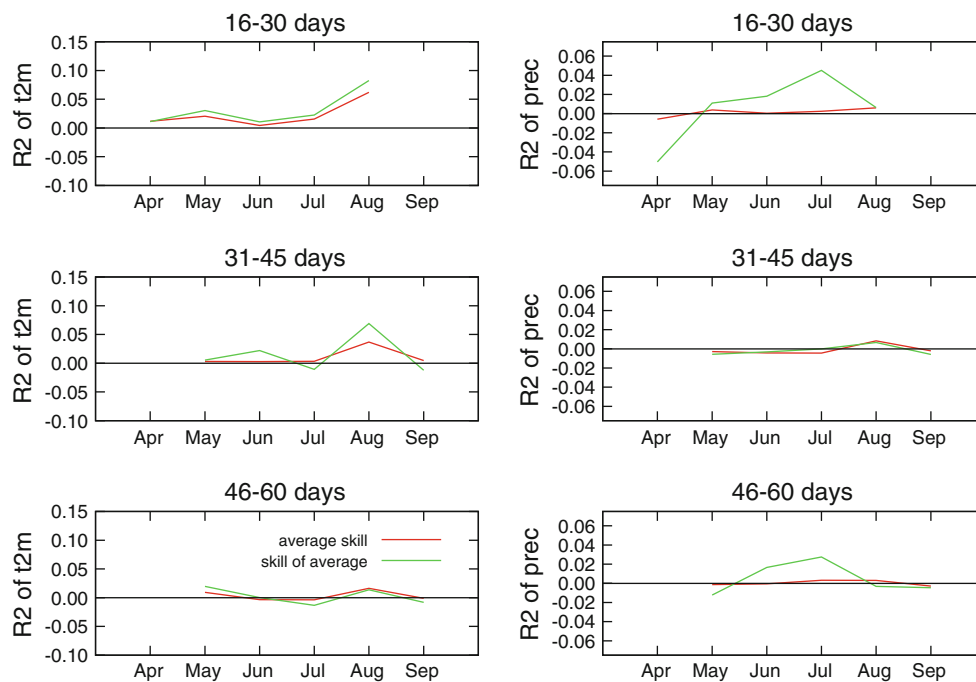 16-30 days
R2 of t2m
0.15
0.10
0.05
0.00
-0.05
-0.10
Apr May Jun Jul Aug Sep
16-30 days
R2 of prec
0.06
0.04
0.02
0.00
-0.02
-0.04
-0.06
Apr May Jun Jul Aug Sep
31-45 days
R2 of t2m
0.15
0.10
0.05
0.00
-0.05
-0.10
Apr May Jun Jul Aug Sep
31-45 days
R2 of prec
0.06
0.04
0.02
0.00
-0.02
-0.04
-0.06
Apr May Jun Jul Aug Sep
46-60 days
R2 of t2m
0.15
0.10
0.05
0.00
-0.05
-0.10
average skill
skill of average
Apr May Jun Jul Aug Sep
46-60 days
R2 of prec
0.06
0.04
0.02
0.00
-0.02
-0.04
-0.06
Apr May Jun Jul Aug Sep